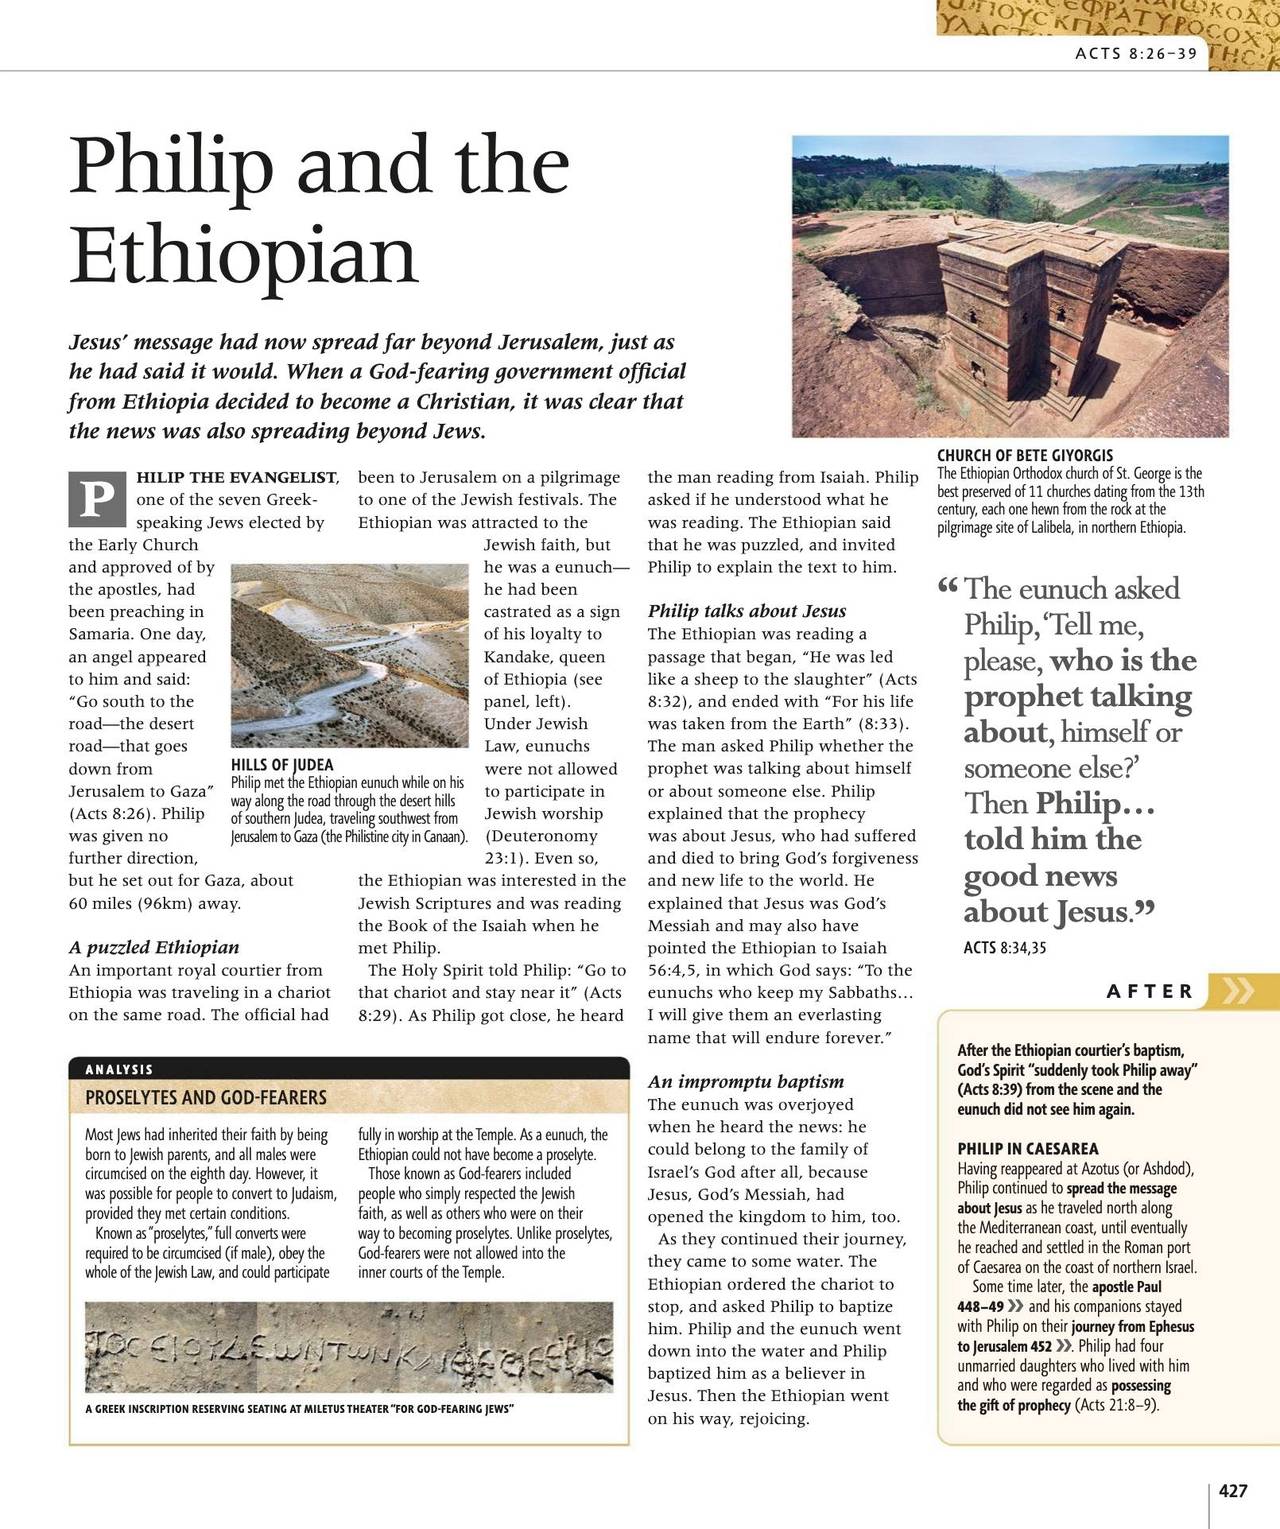 ACTS 8:26–39
Philip and the
Ethiopian
Jesus’ message had now spread far beyond Jerusalem, just as
he had said it would. When a God-fearing government official
from Ethiopia decided to become a Christian, it was clear that
the news was also spreading beyond Jews.
PHILIP THE EVANGELIST,
one of the seven Greek-
speaking Jews elected by
the Early Church
and approved of by
the apostles, had
been preaching in
Samaria. One day,
an angel appeared
to him and said:
“Go south to the
road—the desert
road—that goes
down from
Jerusalem to Gaza”
(Acts 8:26). Philip
was given no
further direction,
but he set out for Gaza, about
60 miles (96km) away.
A puzzled Ethiopian
An important royal courtier from
Ethiopia was traveling in a chariot
on the same road. The official had
been to Jerusalem on a pilgrimage
to one of the Jewish festivals. The
Ethiopian was attracted to the
Jewish faith, but
he was a eunuch—
he had been
castrated as a sign
of his loyalty to
Kandake, queen
of Ethiopia (see
panel, left).
Under Jewish
Law, eunuchs
were not allowed
to participate in
Jewish worship
(Deuteronomy
23:1). Even so,
the Ethiopian was interested in the
Jewish Scriptures and was reading
the Book of the Isaiah when he
met Philip.
The Holy Spirit told Philip: “Go to
that chariot and stay near it” (Acts
8:29). As Philip got close, he heard
HILLS OF JUDEA
Philip met the Ethiopian eunuch while on his
way along the road through the desert hills
of southern Judea, traveling southwest from
Jerusalem to Gaza (the Philistine city in Canaan).
the man reading from Isaiah. Philip
asked if he understood what he
was reading. The Ethiopian said
that he was puzzled, and invited
Philip to explain the text to him.
Philip talks about Jesus
The Ethiopian was reading a
passage that began, “He was led
like a sheep to the slaughter” (Acts
8:32), and ended with “For his life
was taken from the Earth” (8:33).
The man asked Philip whether the
prophet was talking about himself
or about someone else. Philip
explained that the prophecy
was about Jesus, who had suffered
and died to bring God’s forgiveness
and new life to the world. He
explained that Jesus was God’s
Messiah and may also have
pointed the Ethiopian to Isaiah
56:4,5, in which God says: “To the
eunuchs who keep my Sabbaths…
I will give them an everlasting
name that will endure forever.”
An impromptu baptism
The eunuch was overjoyed
when he heard the news: he
could belong to the family of
Israel’s God after all, because
Jesus, God’s Messiah, had
opened the kingdom to him, too.
As they continued their journey,
they came to some water. The
Ethiopian ordered the chariot to
stop, and asked Philip to baptize
him. Philip and the eunuch went
down into the water and Philip
baptized him as a believer in
Jesus. Then the Ethiopian went
on his way, rejoicing.
ANALYSIS
PROSELYTES AND GOD-FEARERS
Most Jews had inherited their faith by being
born to Jewish parents, and all males were
circumcised on the eighth day. However, it
was possible for people to convert to Judaism,
provided they met certain conditions.
Known as “proselytes,” full converts were
required to be circumcised (if male), obey the
whole of the Jewish Law, and could participate
fully in worship at the Temple. As a eunuch, the
Ethiopian could not have become a proselyte.
Those known as God-fearers included
people who simply respected the Jewish
faith, as well as others who were on their
way to becoming proselytes. Unlike proselytes,
God-fearers were not allowed into the
inner courts of the Temple.
A GREEK INSCRIPTION RESERVING SEATING AT MILETUS THEATER “FOR GOD-FEARING JEWS”
CHURCH OF BETE GIYORGIS
The Ethiopian Orthodox church of St. George is the
best preserved of 11 churches dating from the 13th
century, each one hewn from the rock at the
pilgrimage site of Lalibela, in northern Ethiopia.
“The eunuch asked
Philip, ‘Tell me,
please, who is the
prophet talking
about, himself or
someone else?’
Then Philip…
told him the
good news
about Jesus.”
ACTS 8:34,35
AFTER »
After the Ethiopian courtier’s baptism,
God’s Spirit “suddenly took Philip away”
(Acts 8:39) from the scene and the
eunuch did not see him again.
PHILIP IN CAESAREA
Having reappeared at Azotus (or Ashdod),
Philip continued to spread the message
about Jesus as he traveled north along
the Mediterranean coast, until eventually
he reached and settled in the Roman port
of Caesarea on the coast of northern Israel.
Some time later, the apostle Paul
448–49 » and his companions stayed
with Philip on their journey from Ephesus
to Jerusalem 452 ». Philip had four
unmarried daughters who lived with him
and who were regarded as possessing
the gift of prophecy (Acts 21:8–9).
427